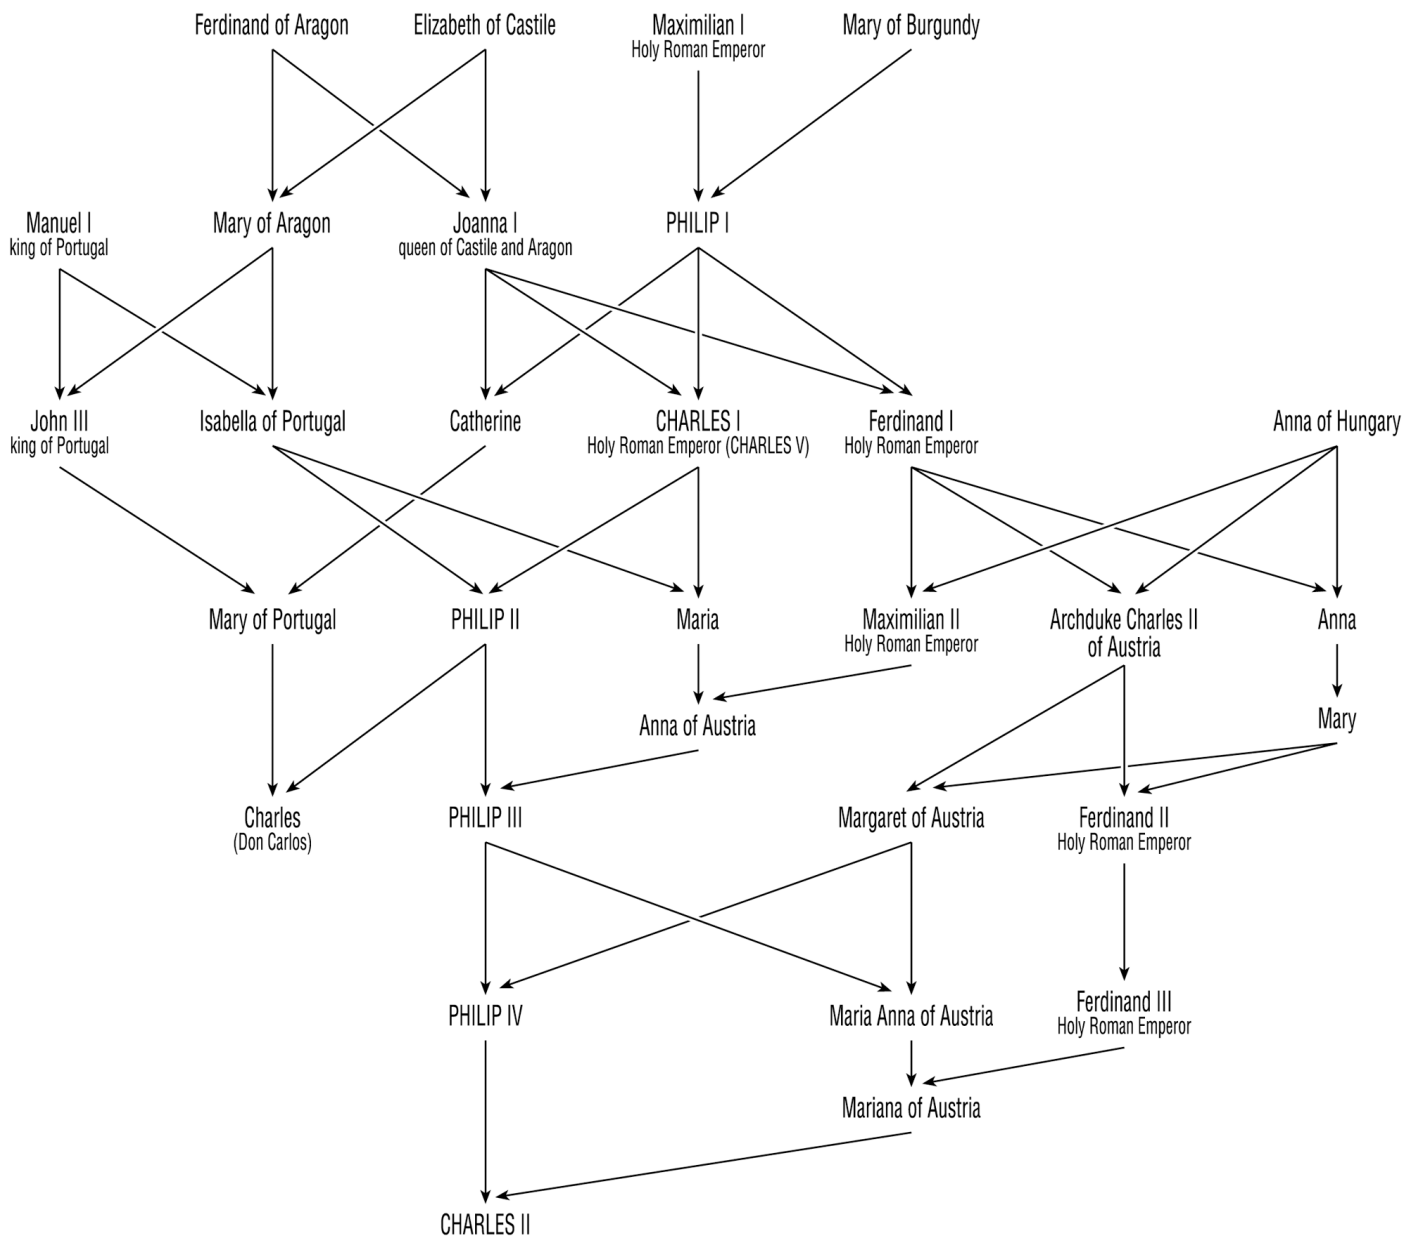 Ferdinand of Aragon
Elizabeth of Castile
Maximilian I
Holy Roman Emperor
Mary of Burgundy
Manuel I
king of Portugal
Mary of Aragon
Joanna I
queen of Castile and Aragon
PHILIP I
John III
king of Portugal
Isabella of Portugal
Catherine
CHARLES I
Holy Roman Emperor (CHARLES V)
Ferdinand I
Holy Roman Emperor
Anna of Hungary
Mary of Portugal
PHILIP II
Maria
Maximilian II
Holy Roman Emperor
Archduke Charles II
of Austria
Anna
Anna of Austria
Mary
Charles
(Don Carlos)
PHILIP III
Margaret of Austria
Ferdinand II
Holy Roman Emperor
PHILIP IV
Maria Anna of Austria
Ferdinand III
Holy Roman Emperor
Mariana of Austria
CHARLES II